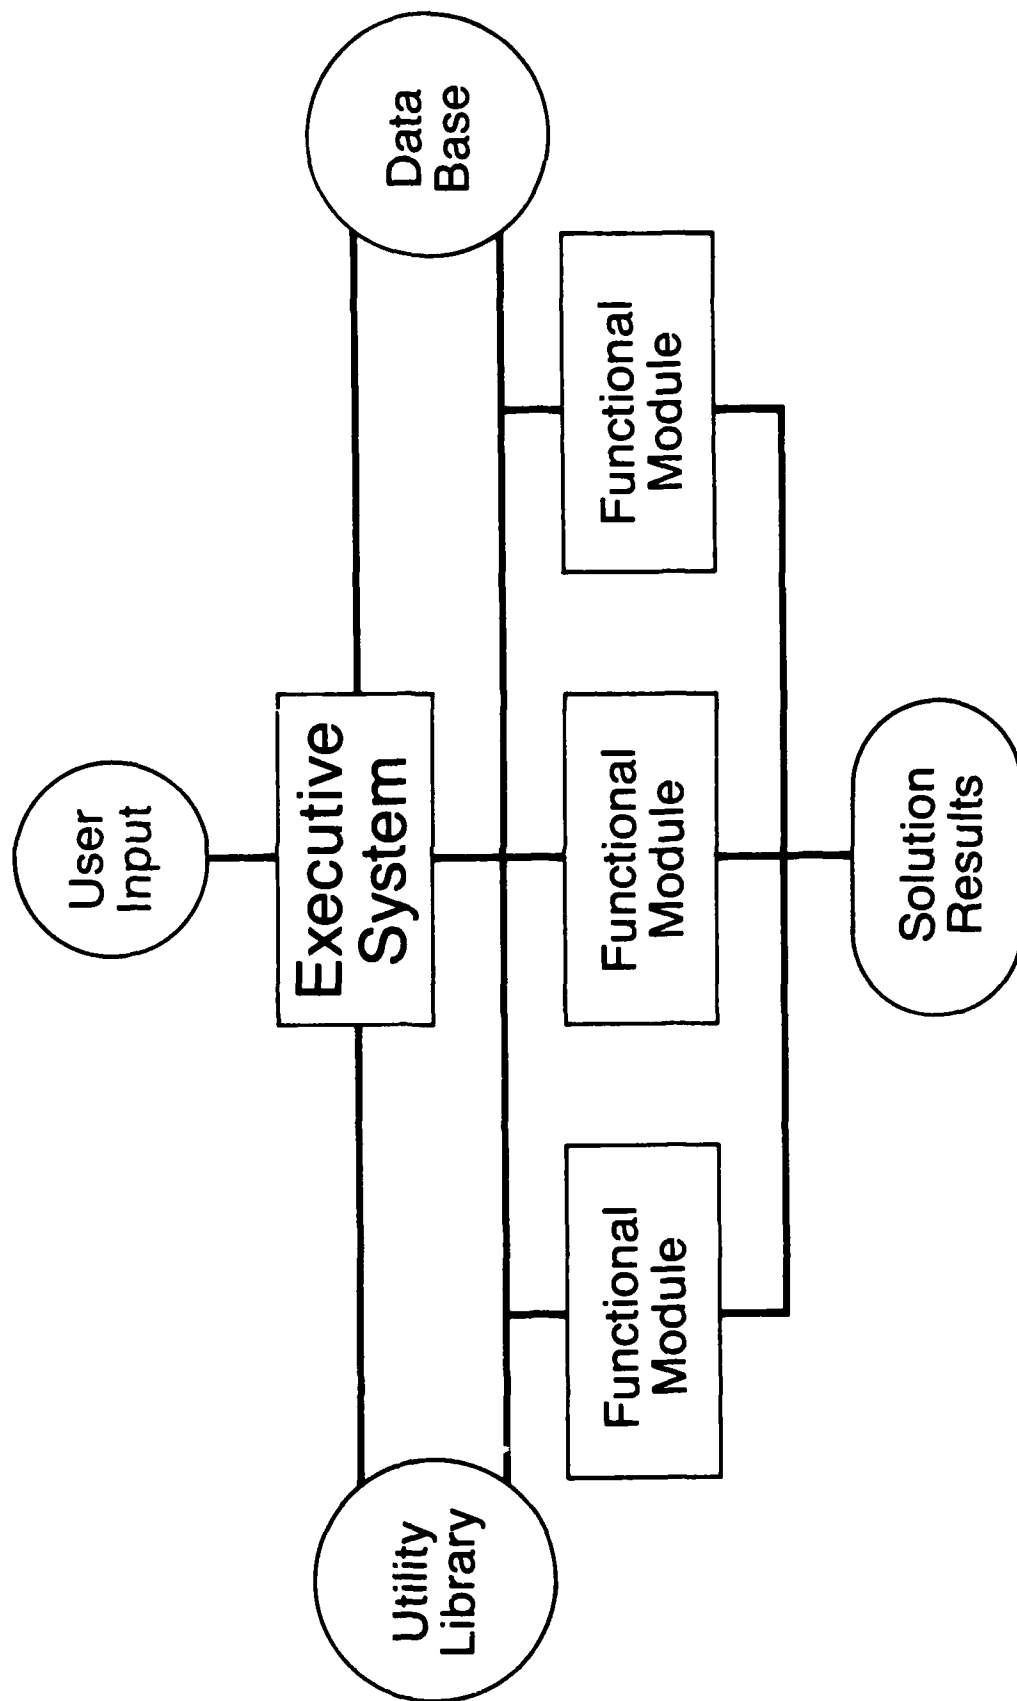 User
Input
Executive
System
Utility
Library
Data
Base
Functional
Module
Functional
Module
Functional
Module
Solution
Results